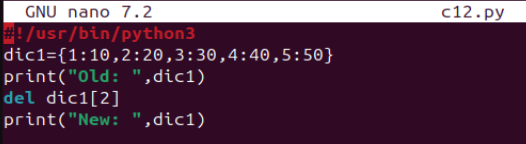 GNU nano 7.2 c12.py
#!/usr/bin/python3
dic1={1:10,2:20,3:30,4:40,5:50}
print("Old: ",dic1)
del dic1[2]
print("New: ",dic1)